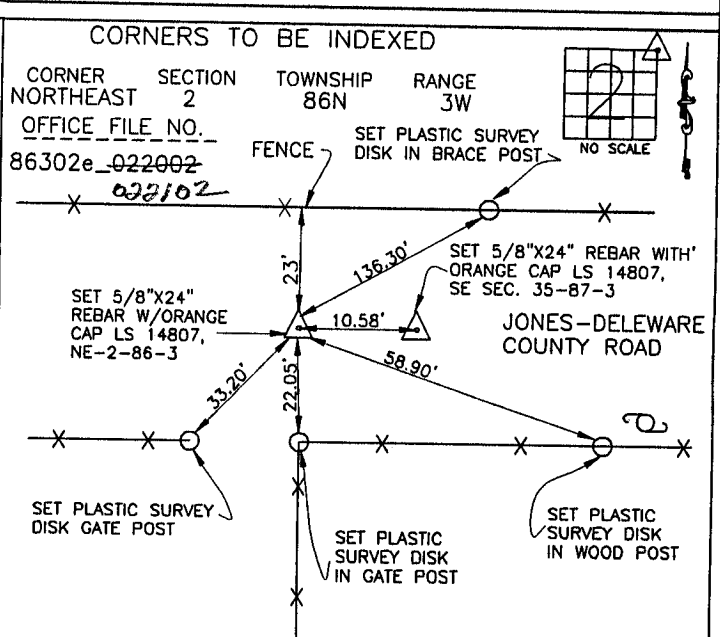 CORNERS TO BE INDEXED
CORNER SECTION TOWNSHIP RANGE
NORTHEAST 2 86N 3W
OFFICE FILE NO.
86302e_022002
022102
2
NO SCALE
FENCE
SET PLASTIC SURVEY
DISK IN BRACE POST
23'
136.30'
SET 5/8"X24" REBAR WITH'
ORANGE CAP LS 14807,
SE SEC. 35-87-3
SET 5/8"X24"
REBAR W/ORANGE
CAP LS 14807,
NE-2-86-3
10.58'
JONES-DELEWARE
COUNTY ROAD
33.20'
22.05'
58.90'
SET PLASTIC SURVEY
DISK GATE POST
SET PLASTIC
SURVEY DISK
IN GATE POST
SET PLASTIC
SURVEY DISK
IN WOOD POST